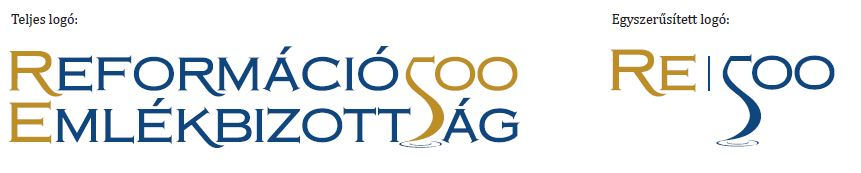 Teljes logó:
REFORMÁCIÓ500
EMLÉKBIZOTTSÁG
Egyszerűsített logó:
RE|500